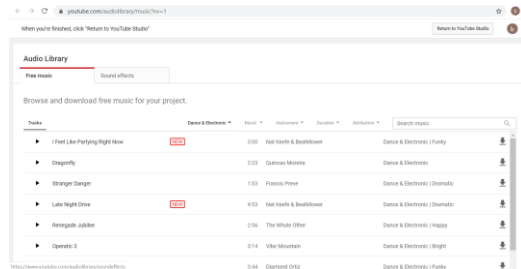 youtube.com/audiolibrary/music?nv=1
When you're finished, click "Return to YouTube Studio"
Return to YouTube Studio
Audio Library
Free music Sound effects
Browse and download free music for your project.
Tracks Dance & Electronic Mood Instrument Duration Attribution Search music
I Feel Like Partying Right Now NEW 3:00 Nat Keefe & BeatMower Dance & Electronic | Funky
Dragonfly 3:23 Quincas Moreira Dance & Electronic
Stranger Danger 1:53 Francis Preve Dance & Electronic | Dramatic
Late Night Drive NEW 4:53 Nat Keefe & BeatMower Dance & Electronic | Dramatic
Renegade Jubilee 2:56 The Whole Other Dance & Electronic | Happy
Operatic 3 3:14 Vibe Mountain Dance & Electronic | Bright
3:44 Diamond Ortiz Dance & Electronic | Funky
https://www.youtube.com/audiolibrary/soundeffects